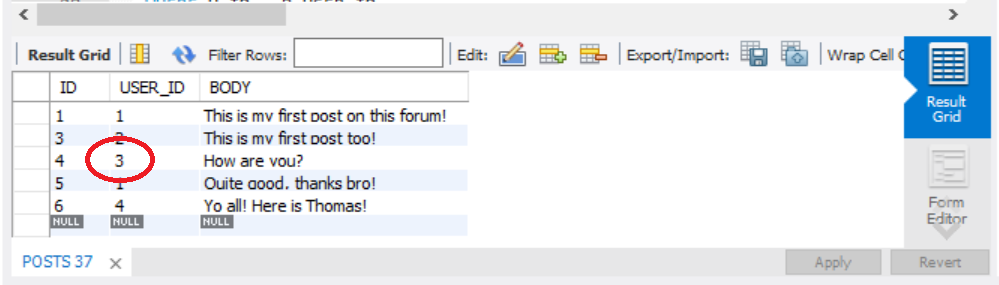 Result Grid Filter Rows: Edit: Export/Import: Wrap Cell C
Result Grid
Form Editor
ID USER_ID BODY
1 1 This is my first post on this forum!
3 2 This is my first post too!
4 3 How are you?
5 1 Quite good, thanks bro!
6 4 Yo all! Here is Thomas!
NULL NULL NULL
POSTS 37 × Apply Revert